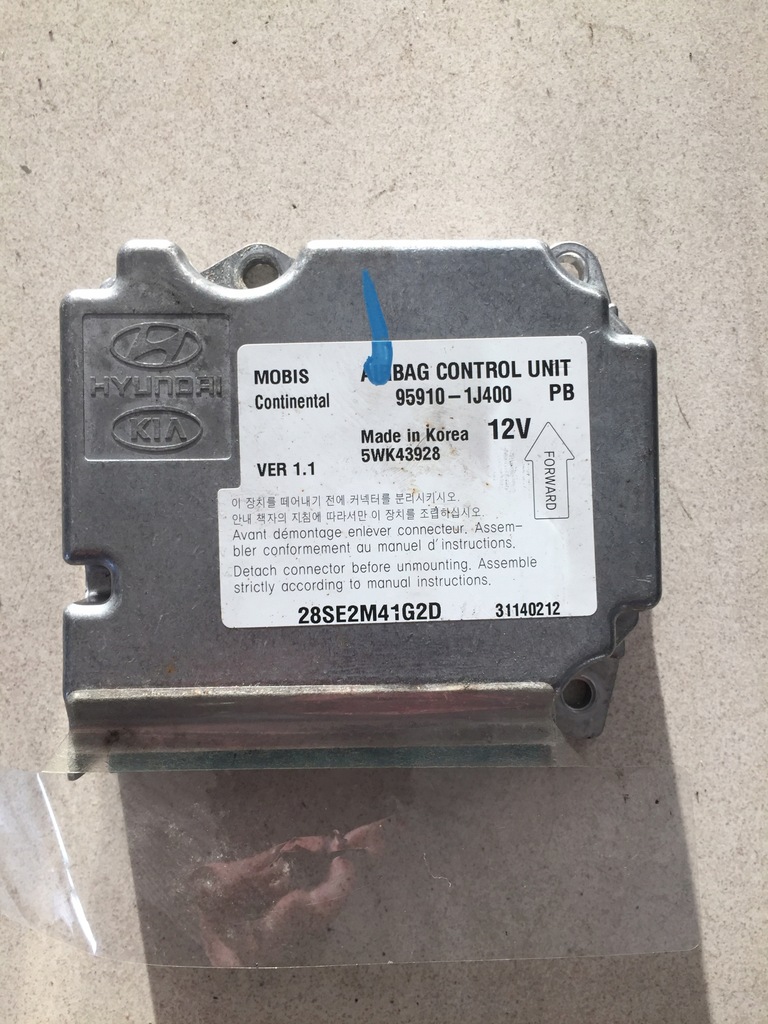 HYUNDAI
KIA
MOBIS AIRBAG CONTROL UNIT
Continental 95910-1J400 PB
Made in Korea 12V
5WK43928
VER 1.1
FORWARD
이 장치를 떼어내기 전에 커넥터를 분리시키시오.
안내 책자의 지침에 따라서만 이 장치를 조립하십시오.
Avant démontage enlever connecteur. Assem-
bler conformement au manuel d'instructions.
Detach connector before unmounting. Assemble
strictly according to manual instructions.
28SE2M41G2D 31140212